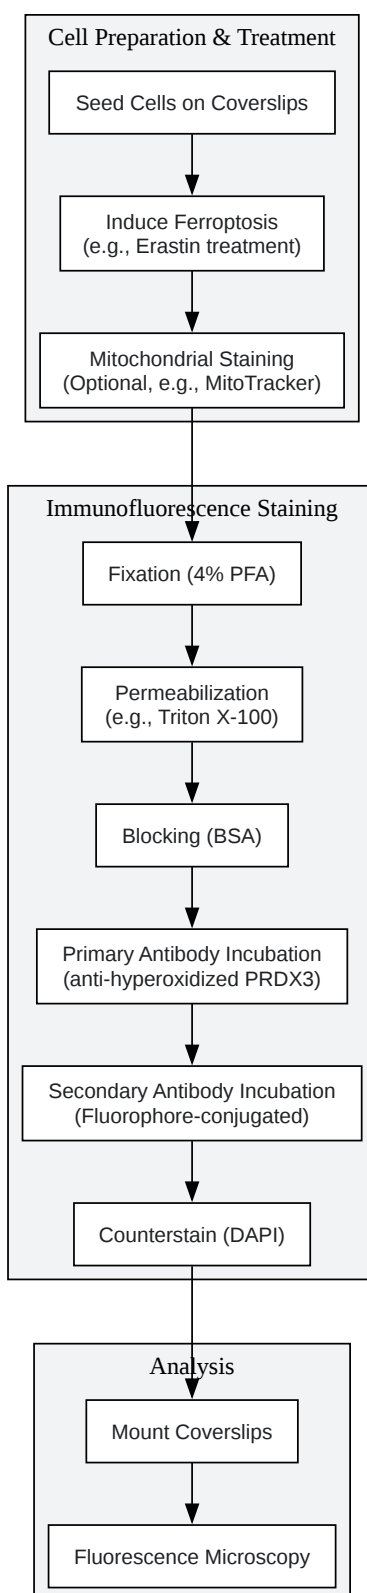 Cell Preparation & Treatment
Seed Cells on Coverslips
Induce Ferroptosis
(e.g., Erastin treatment)
Mitochondrial Staining
(Optional, e.g., MitoTracker)
Immunofluorescence Staining
Fixation (4% PFA)
Permeabilization
(e.g., Triton X-100)
Blocking (BSA)
Primary Antibody Incubation
(anti-hyperoxidized PRDX3)
Secondary Antibody Incubation
(Fluorophore-conjugated)
Counterstain (DAPI)
Analysis
Mount Coverslips
Fluorescence Microscopy